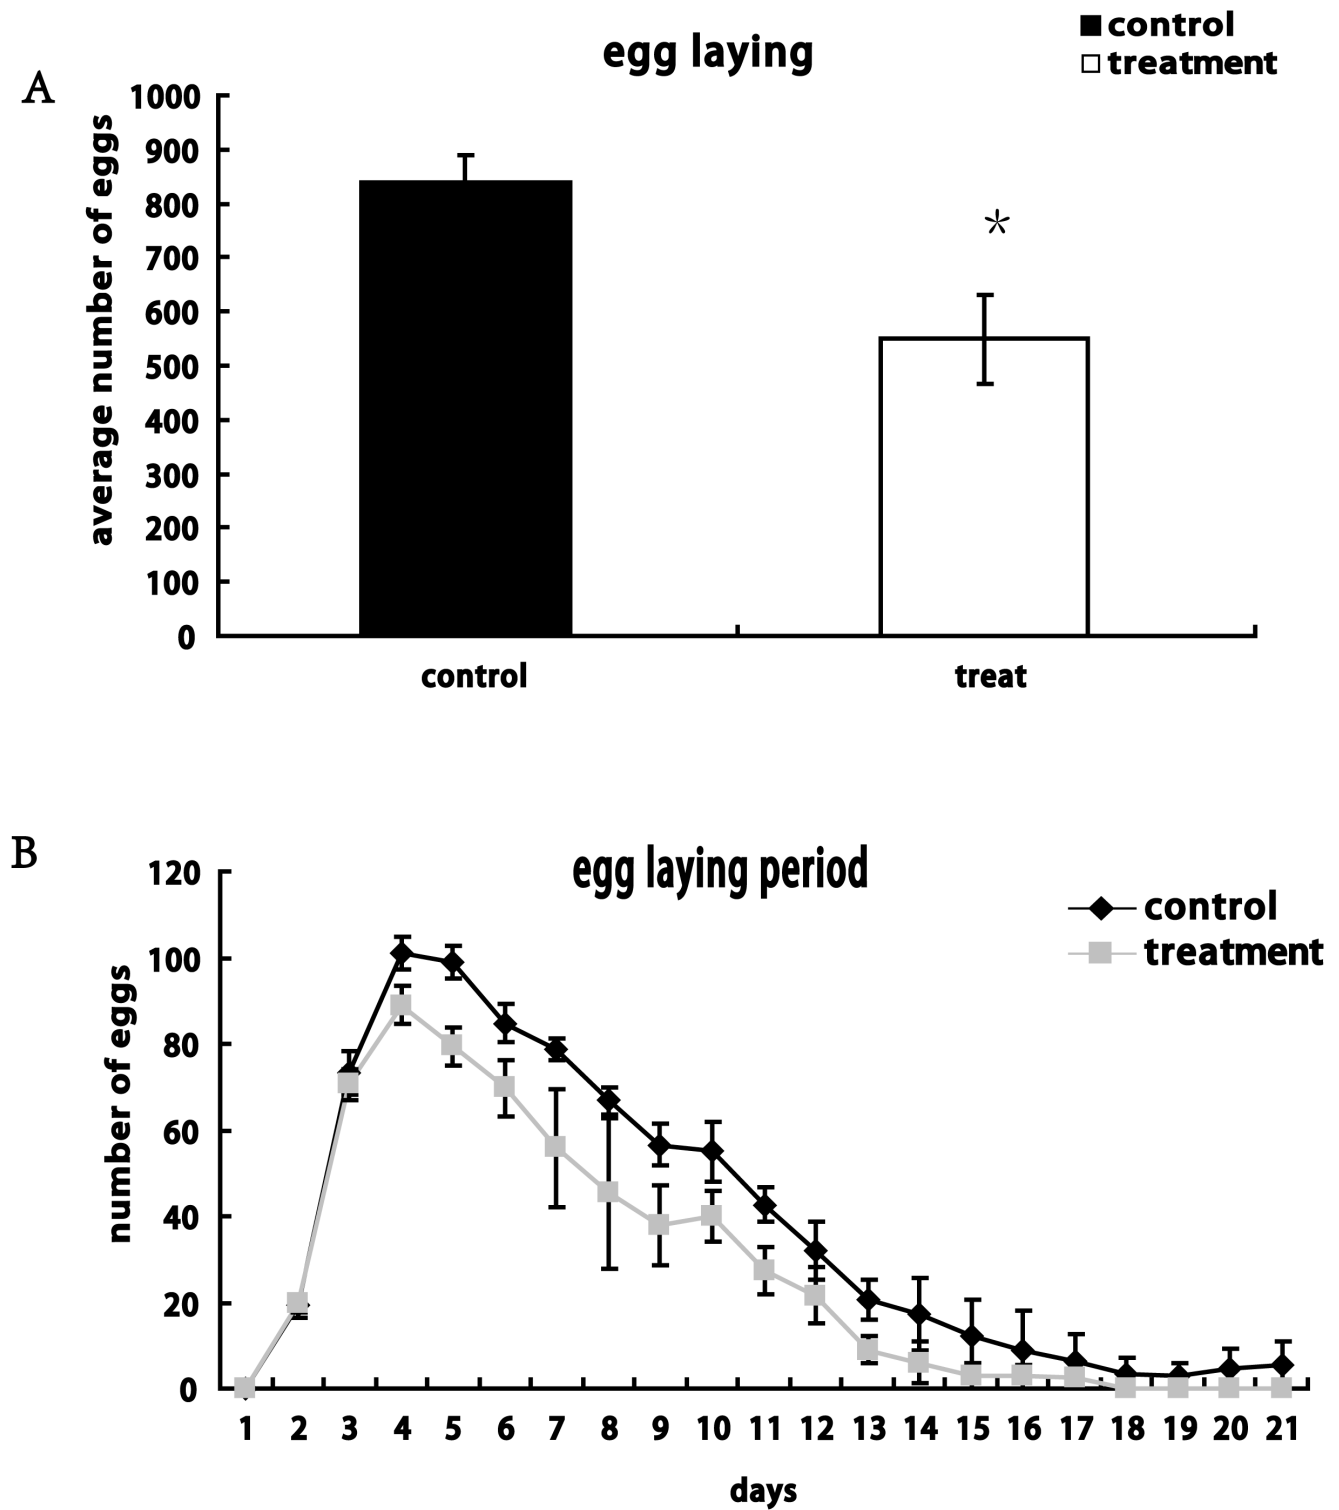 egg laying
control
treatment
A
average number of eggs
1000
900
800
700
600
500
400
300
200
100
0
*
control
treat
B
egg laying period
control
treatment
number of eggs
120
100
80
60
40
20
0
1 2 3 4 5 6 7 8 9 10 11 12 13 14 15 16 17 18 19 20 21
days